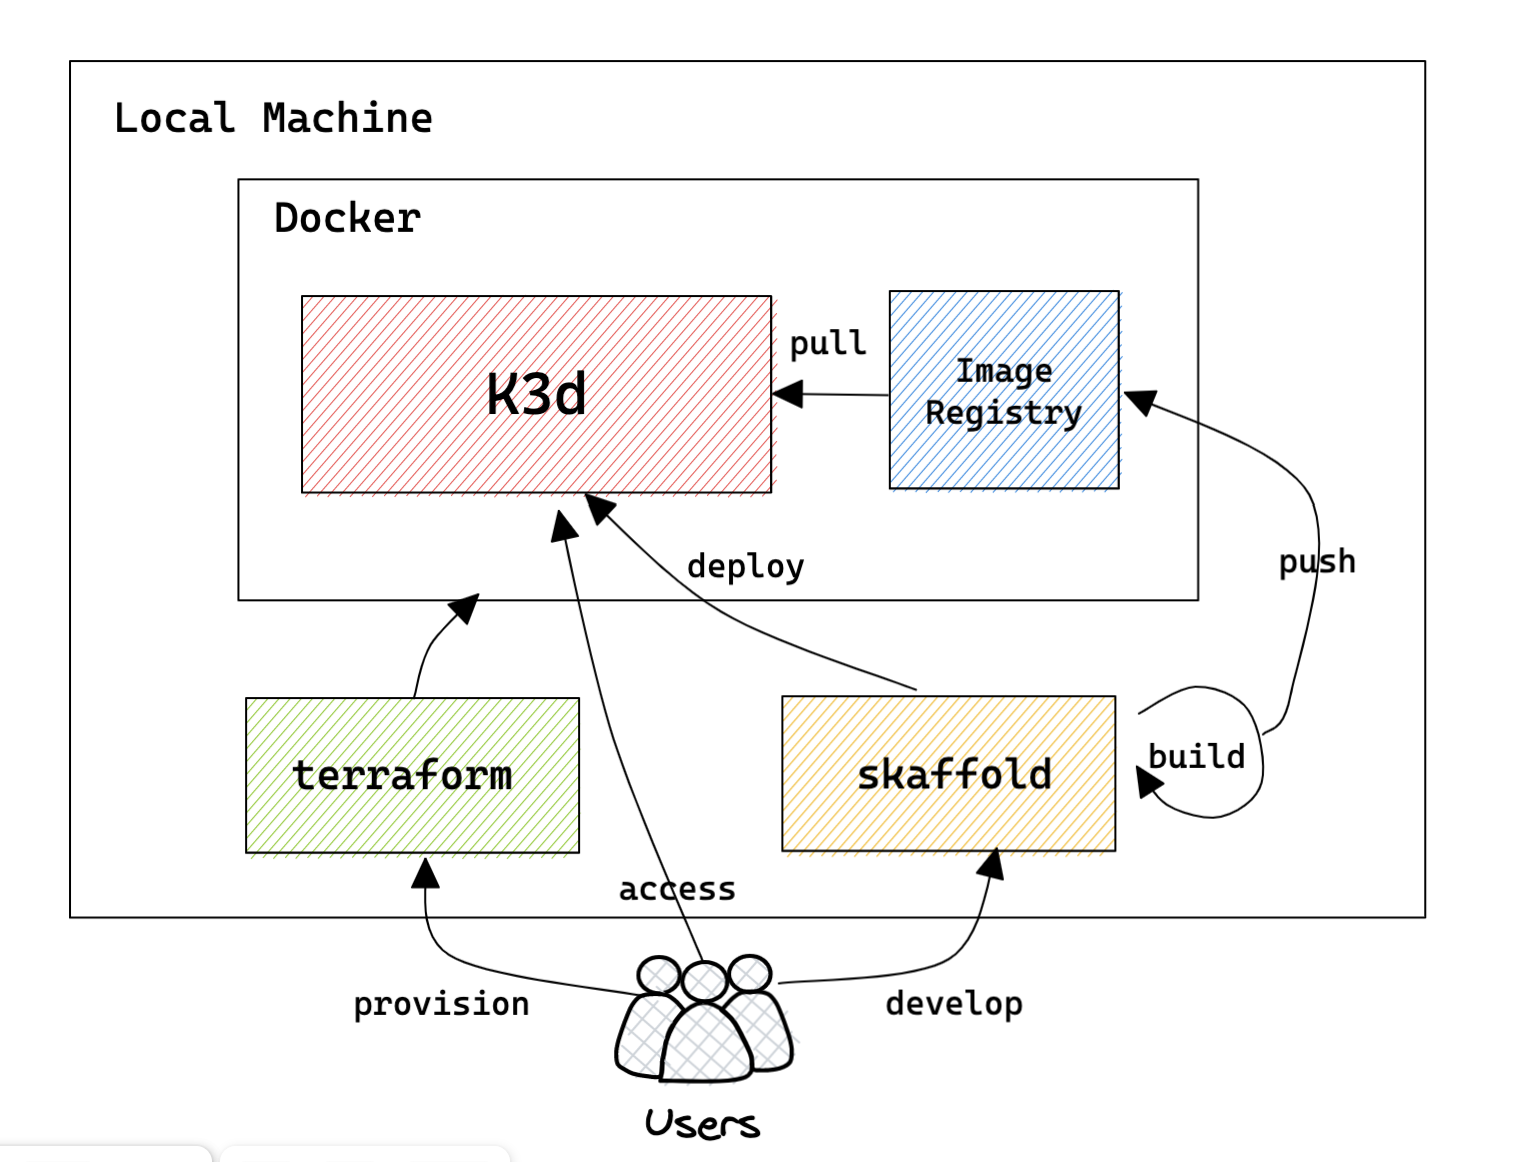 Local Machine
Docker
K3d
pull
Image
Registry
deploy
push
terraform
skaffold
build
access
provision
develop
Users